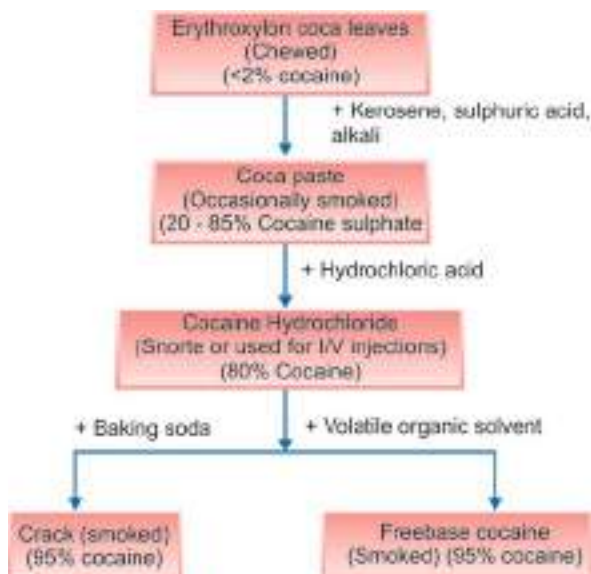 Erythroxylon coca leaves
(Chewed)
(<2% cocaine)
+ Kerosene, sulphuric acid,
alkali
Coca paste
(Occasionally smoked)
(20 - 85% Cocaine sulphate
+ Hydrochloric acid
Cocaine Hydrochloride
(Snorte or used for I/V injections)
(80% Cocaine)
+ Baking soda
+ Volatile organic solvent
Crack (smoked)
(95% cocaine)
Freebase cocaine
(Smoked) (95% cocaine)